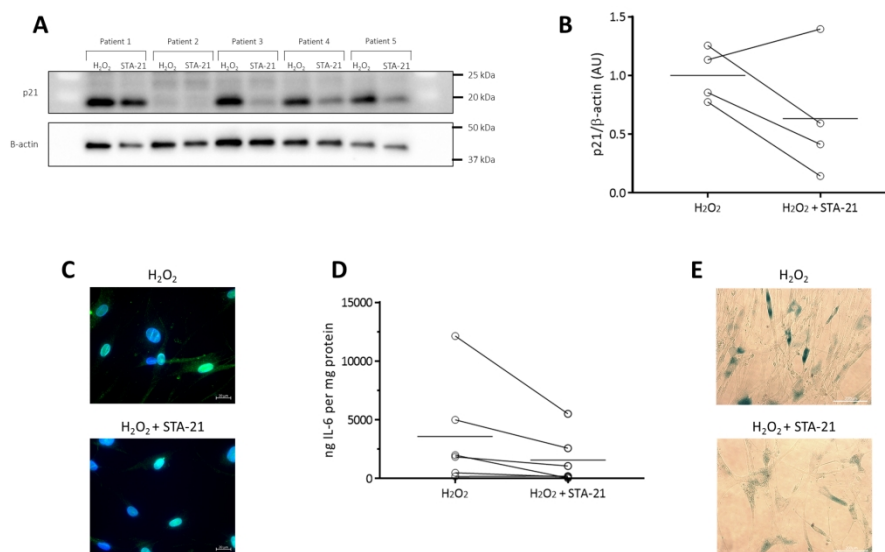 A
Patient 1 Patient 2 Patient 3 Patient 4 Patient 5
H₂O₂ STA-21 H₂O₂ STA-21 H₂O₂ STA-21 H₂O₂ STA-21 H₂O₂ STA-21
p21
25 kDa
20 kDa
B-actin
50 kDa
37 kDa
B
p21/β-actin (AU)
1.5
1.0
0.5
0.0
H₂O₂ H₂O₂ + STA-21
C
H₂O₂
H₂O₂ + STA-21
D
ng IL-6 per mg protein
15000
10000
5000
0
H₂O₂ H₂O₂ + STA-21
E
H₂O₂
H₂O₂ + STA-21